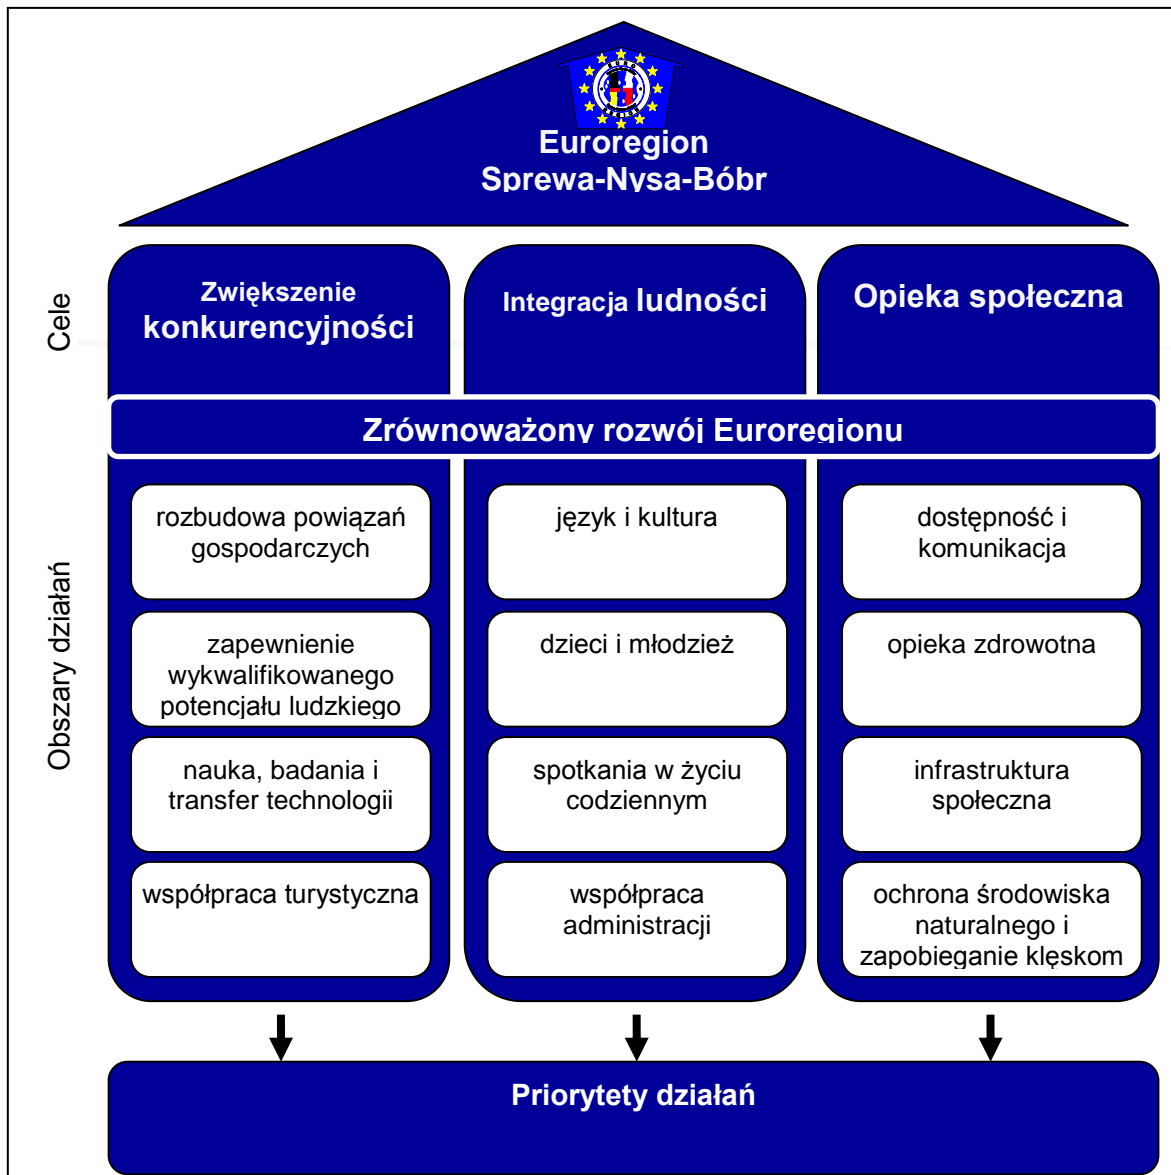 EURO
REGION
Euroregion
Sprewa-Nysa-Bóbr
Cele
Zwiększenie
konkurencyjności
Integracja ludności
Opieka społeczna
Zrównoważony rozwój Euroregionu
Obszary działań
rozbudowa powiązań
gospodarczych
zapewnienie
wykwalifikowanego
potencjału ludzkiego
nauka, badania i
transfer technologii
współpraca turystyczna
język i kultura
dzieci i młodzież
spotkania w życiu
codziennym
współpraca
administracji
dostępność i
komunikacja
opieka zdrowotna
infrastruktura
społeczna
ochrona środowiska
naturalnego i
zapobieganie klęskom
Priorytety działań